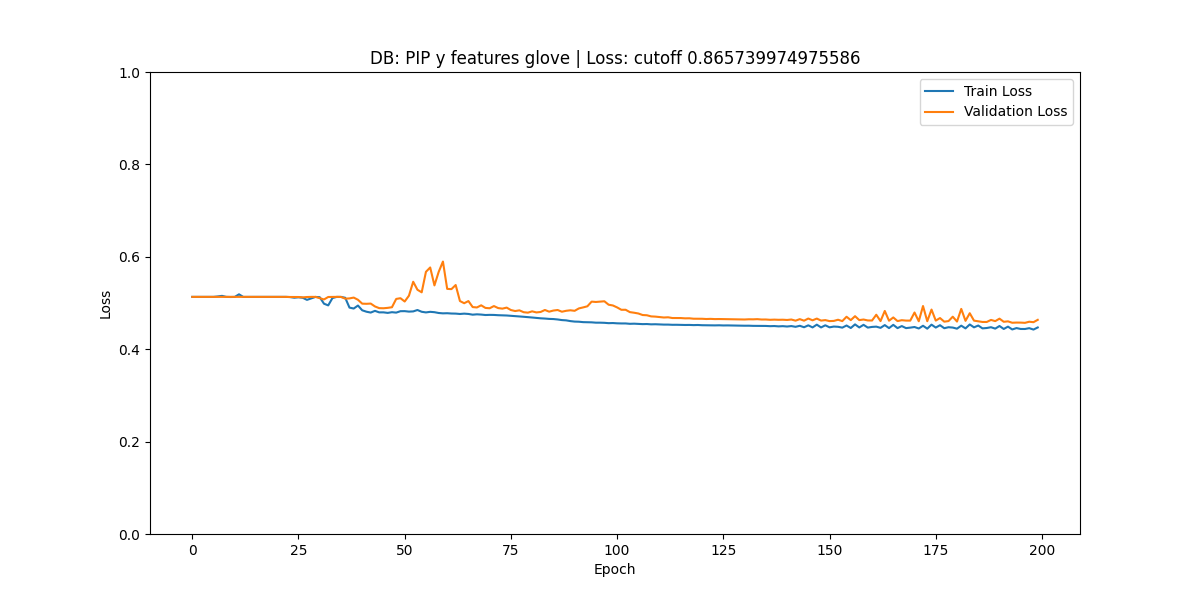 DB: PIP y features glove | Loss: cutoff 0.865739974975586
Train Loss
Validation Loss
1.0
0.8
0.6
0.4
0.2
0.0
Loss
0 25 50 75 100 125 150 175 200
Epoch